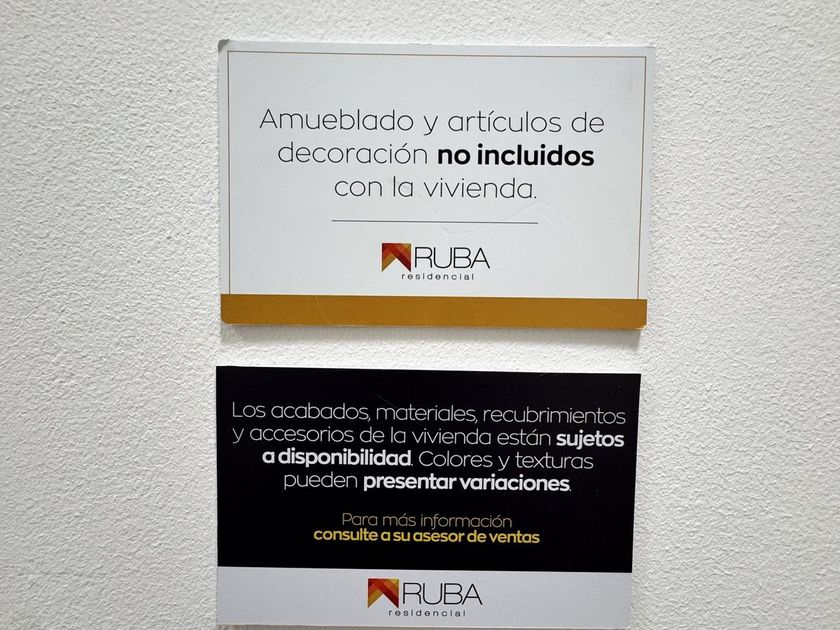 Amueblado y artículos de
decoración no incluidos
con la vivienda.
RUBA
residencial
Los acabados, materiales, recubrimientos
y accesorios de la vivienda están sujetos
a disponibilidad. Colores y texturas
pueden presentar variaciones.
Para más información
consulte a su asesor de ventas
RUBA
residencial